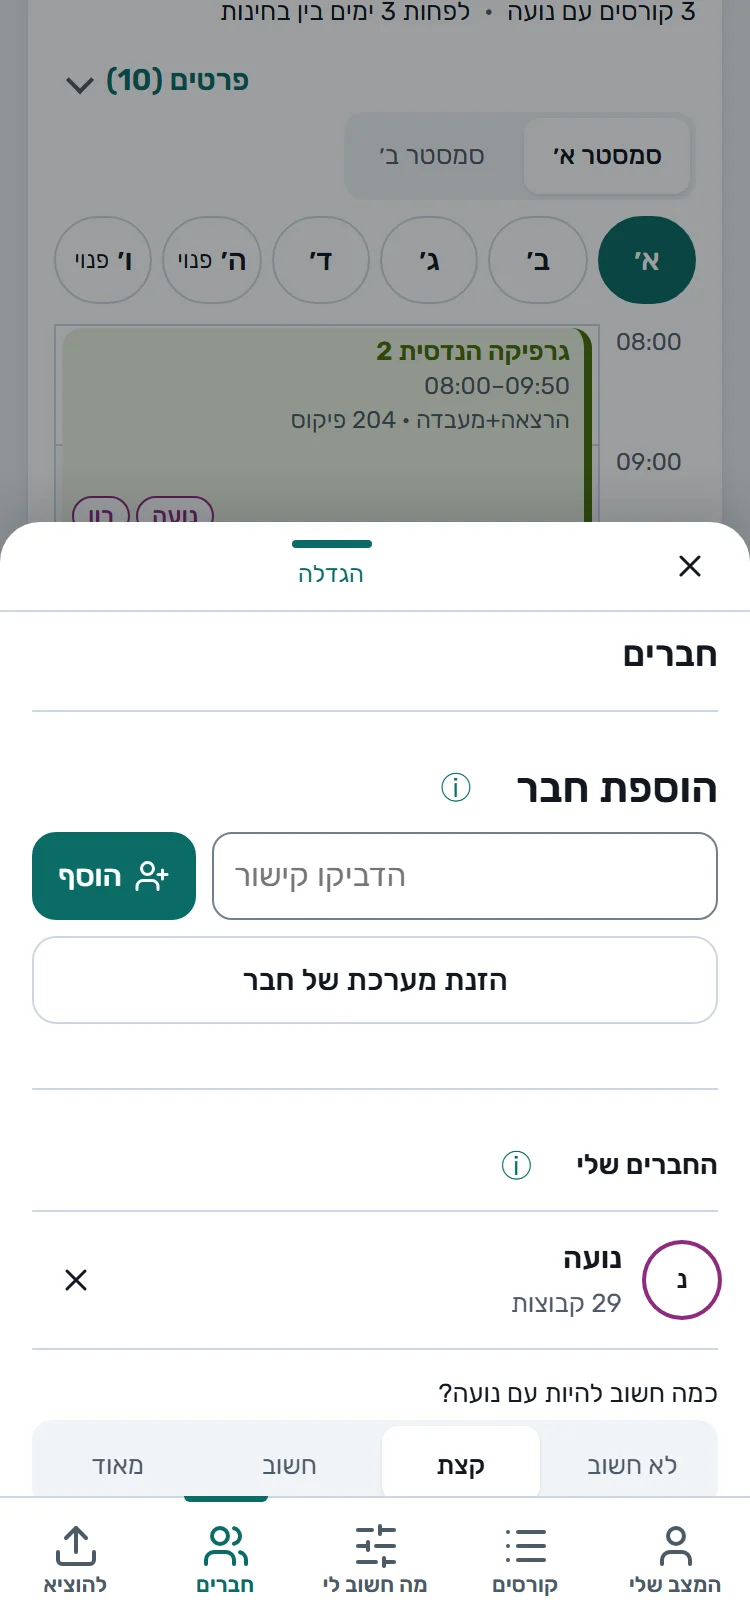 3 קורסים עם נועה • לפחות 3 ימים בין בחינות
פרטים (10)
סמסטר א׳ סמסטר ב׳
א׳ ב׳ ג׳ ד׳ ה׳ פנוי ו׳ פנוי
08:00
גרפיקה הנדסית 2
08:00–09:50
הרצאה+מעבדה • 204 פיקוס
09:00
נועה רון
הגדלה
חברים
הוספת חבר
הדביקו קישור הוסף
הזנת מערכת של חבר
החברים שלי
נ
נועה
29 קבוצות
כמה חשוב להיות עם נועה?
לא חשוב קצת חשוב מאוד
המצב שלי קורסים מה חשוב לי חברים להוציא